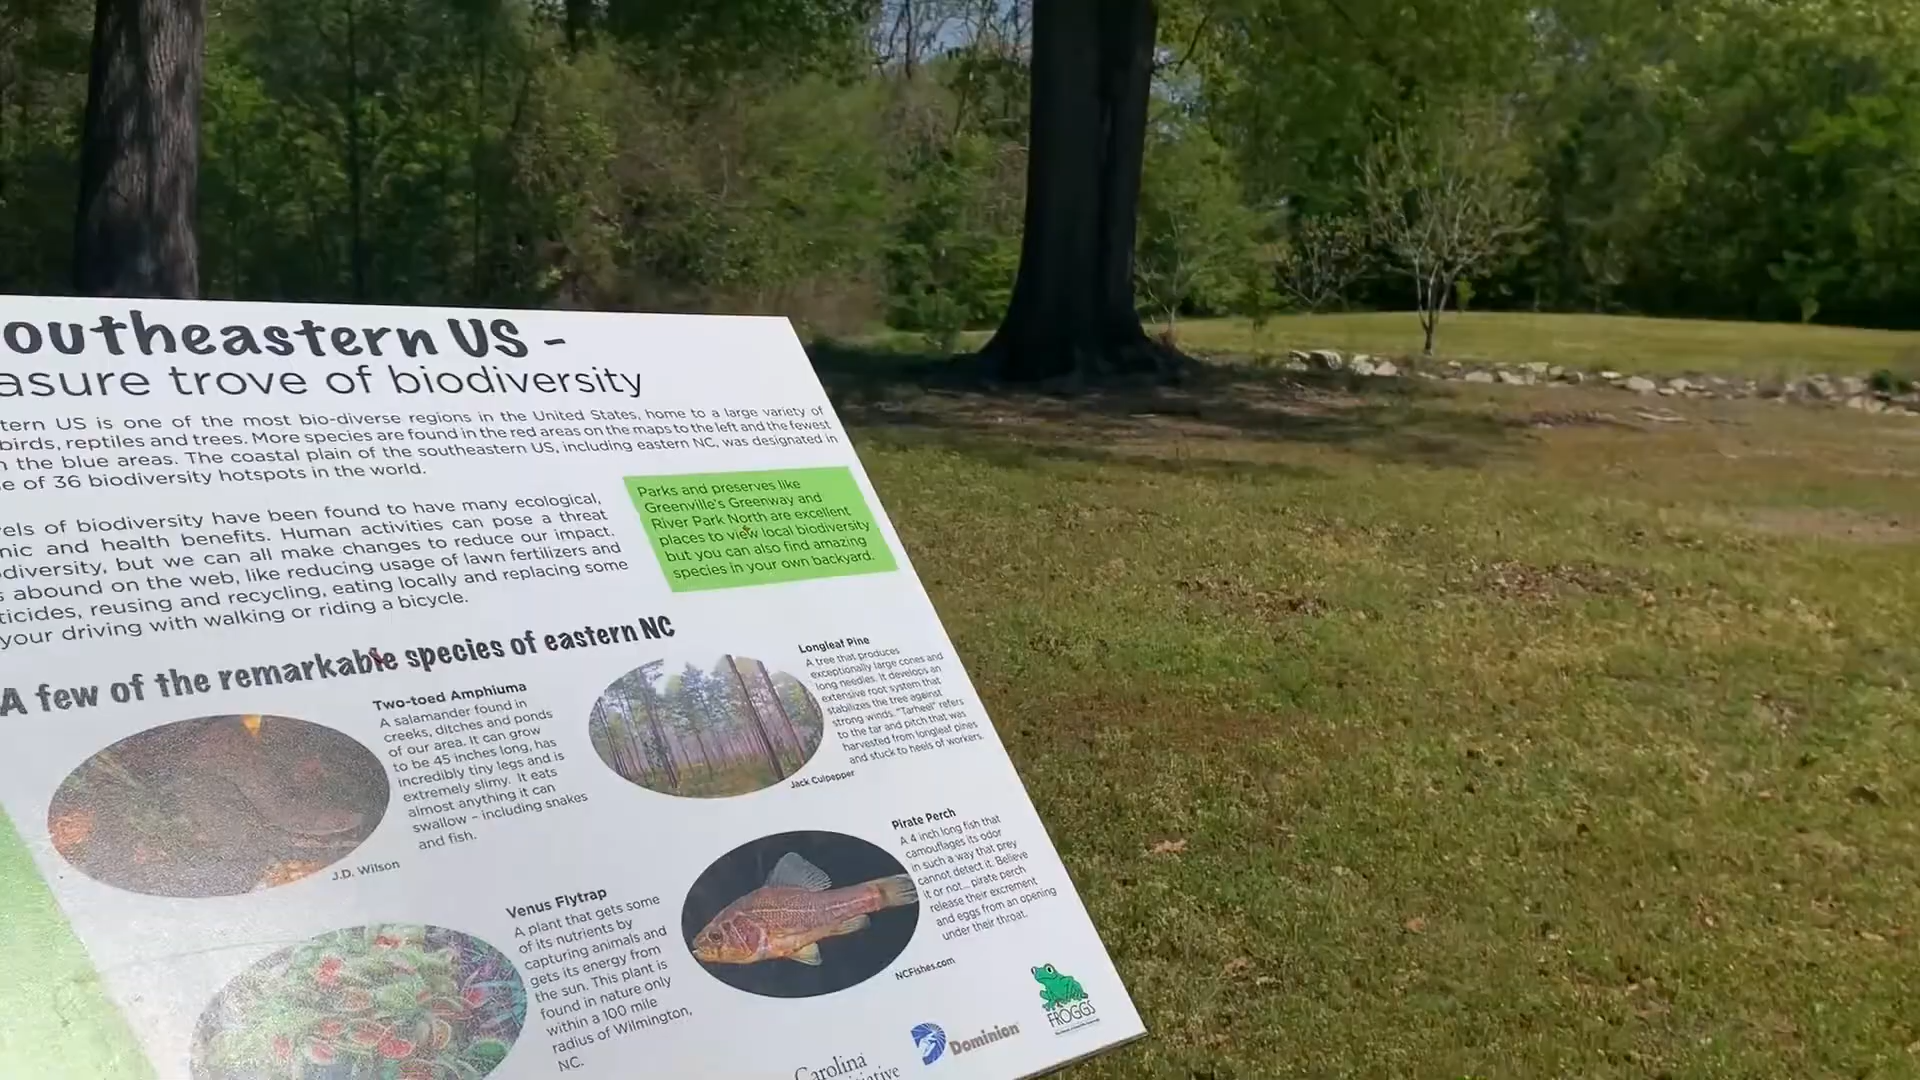 outheastern US -
asure trove of biodiversity
tern US is one of the most bio-diverse regions in the United States, home to a large variety of
birds, reptiles and trees. More species are found in the red areas on the maps to the left and the fewest
n the blue areas. The coastal plain of the southeastern US, including eastern NC, was designated in
e of 36 biodiversity hotspots in the world.
vels of biodiversity have been found to have many ecological,
nic and health benefits. Human activities can pose a threat
diversity, but we can all make changes to reduce our impact.
s abound on the web, like reducing usage of lawn fertilizers and
ticides, reusing and recycling, eating locally and replacing some
your driving with walking or riding a bicycle.
Parks and preserves like
Greenville's Greenway and
River Park North are excellent
places to view local biodiversity
but you can also find amazing
species in your own backyard.
A few of the remarkable species of eastern NC
Two-toed Amphiuma
A salamander found in
creeks, ditches and ponds
of our area. It can grow
to be 45 inches long, has
incredibly tiny legs and is
extremely slimy. It eats
almost anything it can
swallow – including snakes
and fish.
J.D. Wilson
Longleaf Pine
A tree that produces
exceptionally large cones and
long needles. It develops an
extensive root system that
stabilizes the tree against
strong winds. "Tarheel" refers
to the tar and pitch that was
harvested from longleaf pines
and stuck to heels of workers.
Jack Culpepper
Venus Flytrap
A plant that gets some
of its nutrients by
capturing animals and
gets its energy from
the sun. This plant is
found in nature only
within a 100 mile
radius of Wilmington,
NC.
Pirate Perch
A 4 inch long fish that
camouflages its odor
in such a way that prey
cannot detect it. Believe
it or not... pirate perch
release their excrement
and eggs from an opening
under their throat.
NCFishes.com
Carolina
itiative
Dominion
FROGGS